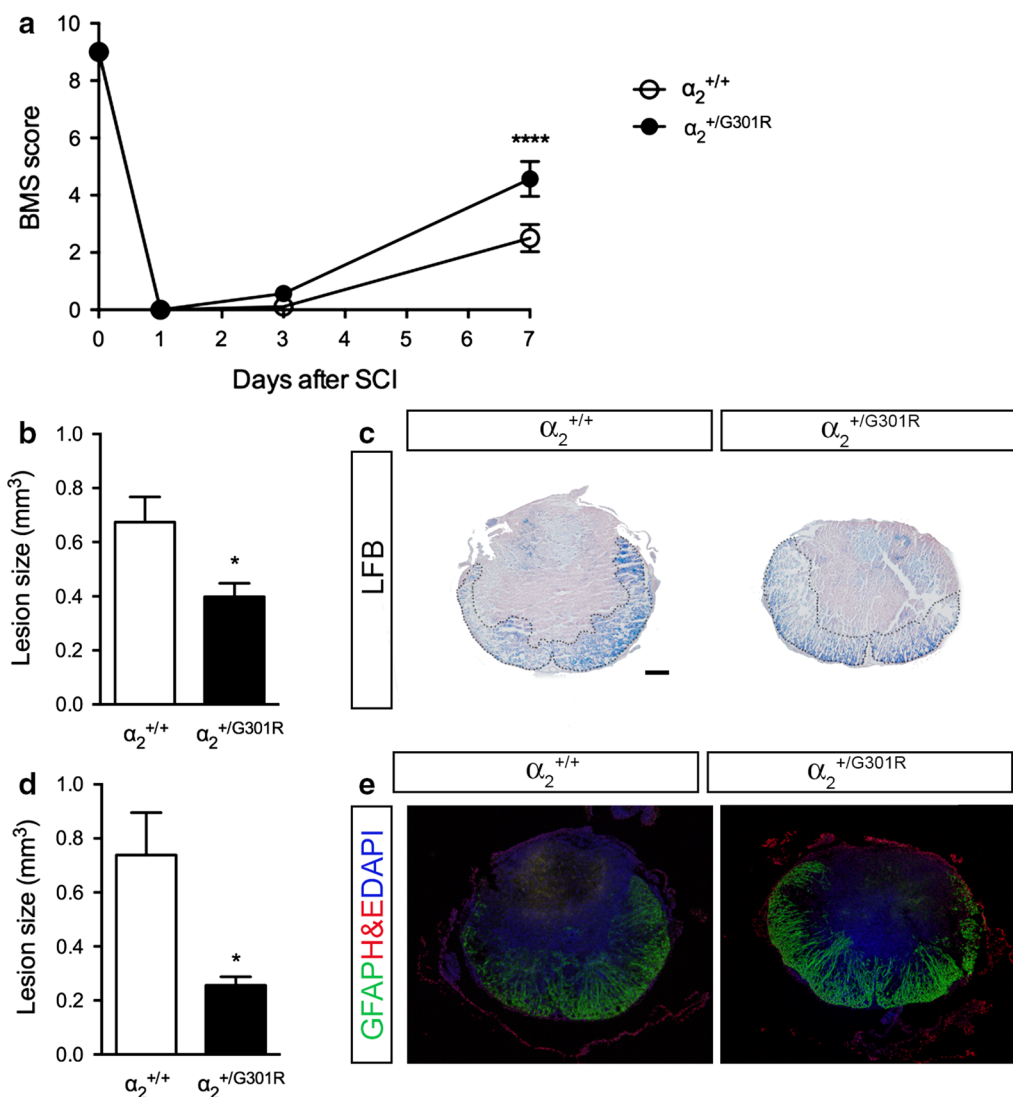 a
10
8
6
4
2
0
BMS score
****
0 1 2 3 4 5 6 7
Days after SCI
α₂⁺/⁺
α₂⁺/G301R
b
1.0
0.8
0.6
0.4
0.2
0.0
Lesion size (mm³)
*
α₂⁺/⁺ α₂⁺/G301R
c
α₂⁺/⁺ α₂⁺/G301R
LFB
d
1.0
0.8
0.6
0.4
0.2
0.0
Lesion size (mm³)
*
α₂⁺/⁺ α₂⁺/G301R
e
α₂⁺/⁺ α₂⁺/G301R
GFAPH&EDAPI